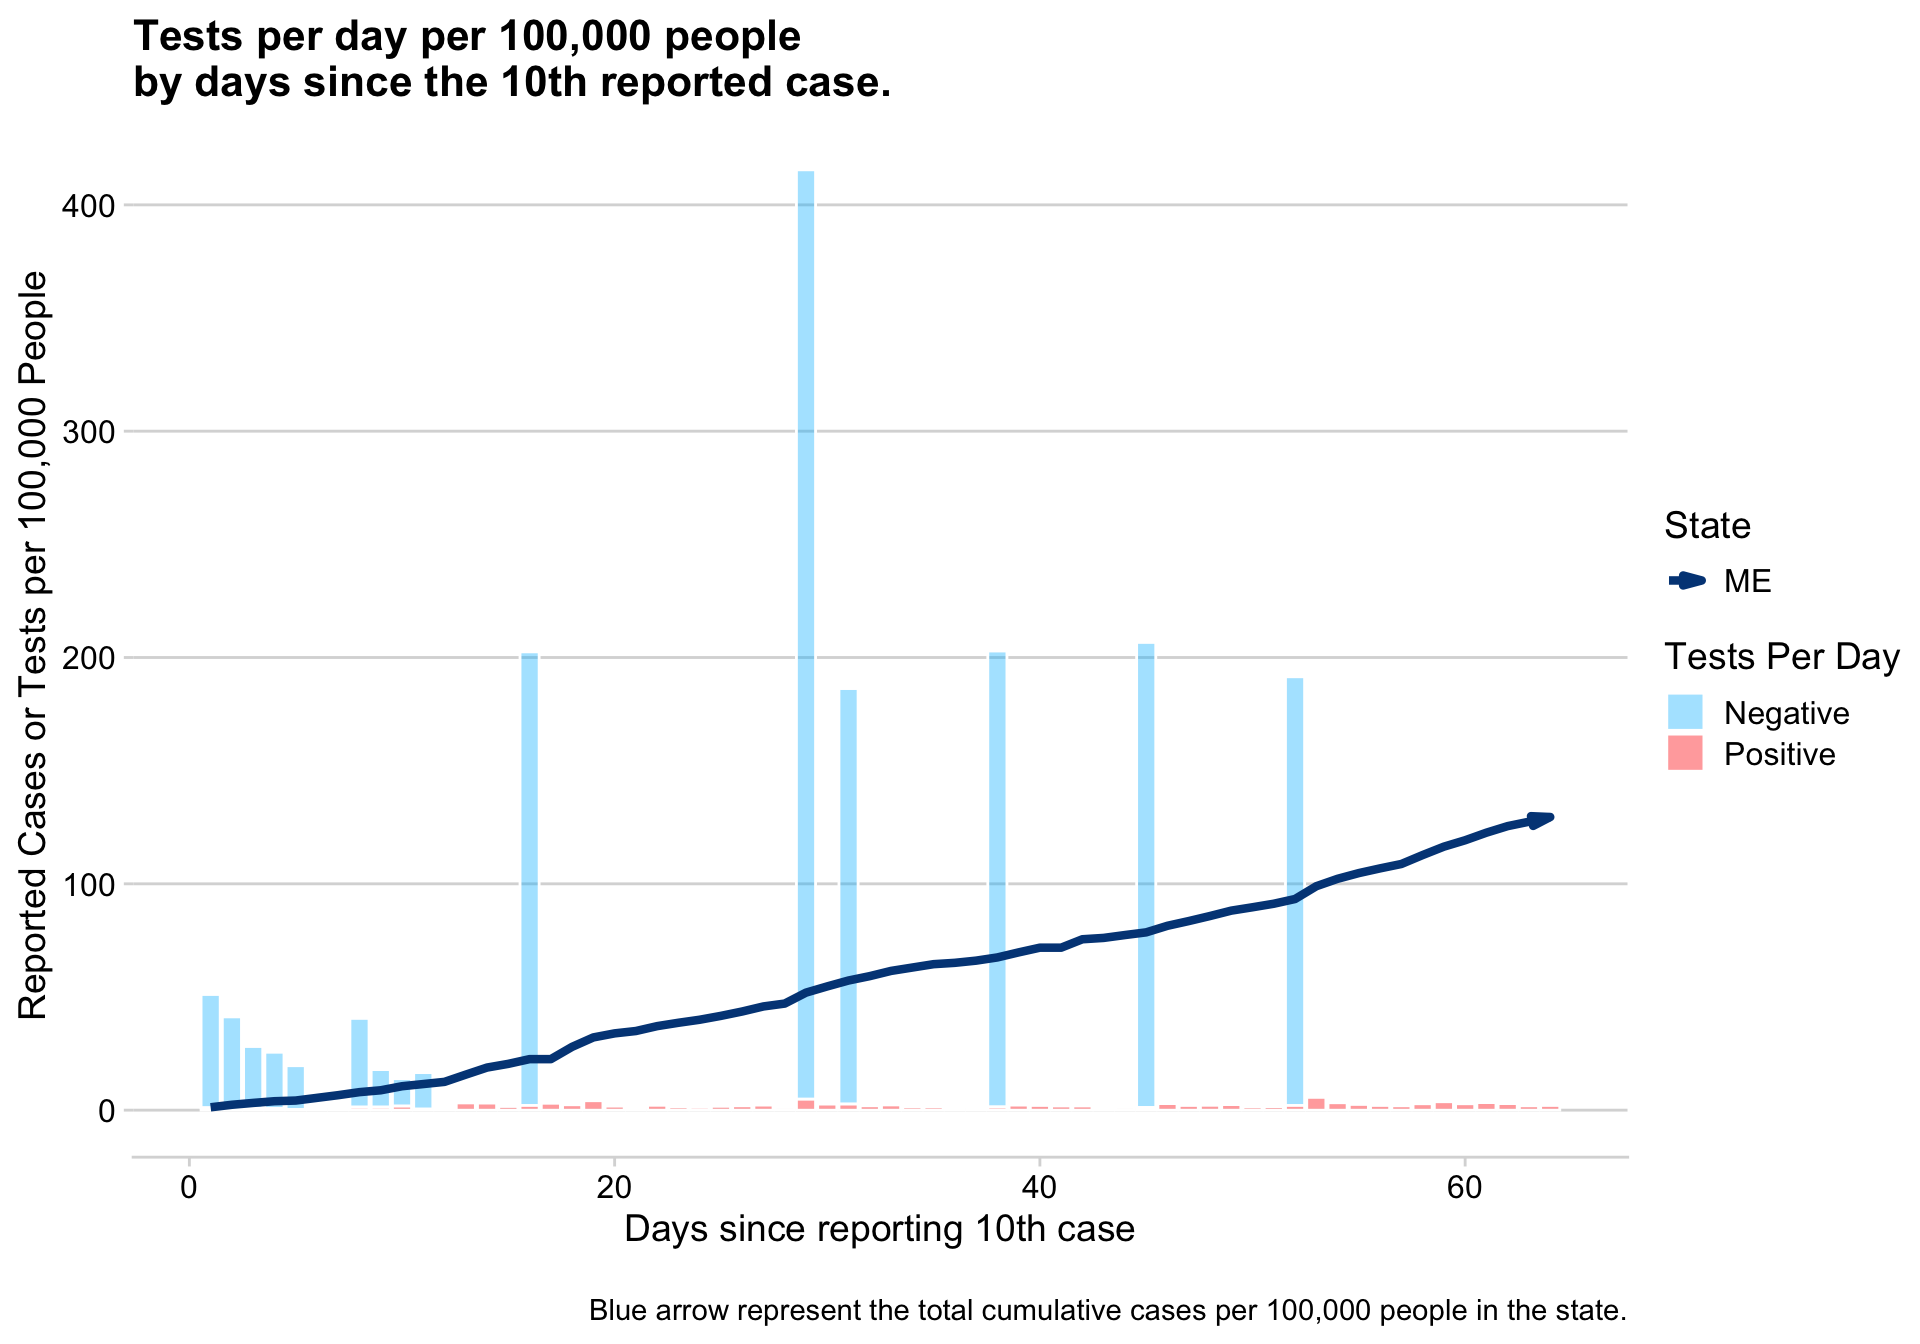 Tests per day per 100,000 people
by days since the 10th reported case.
Reported Cases or Tests per 100,000 People
400
300
200
100
0
0
20
40
60
Days since reporting 10th case
State
ME
Tests Per Day
Negative
Positive
Blue arrow represent the total cumulative cases per 100,000 people in the state.